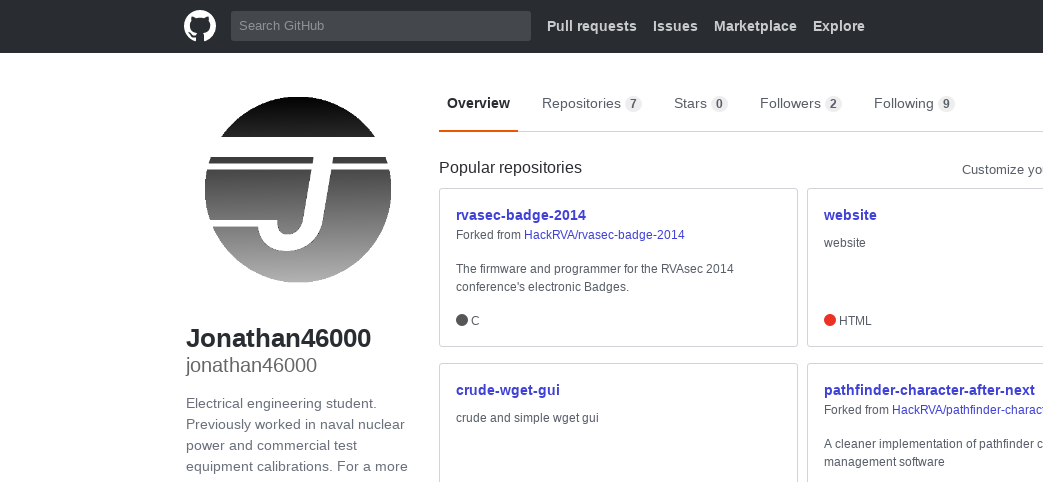 Search GitHub
Pull requests Issues Marketplace Explore
Overview Repositories 7 Stars 0 Followers 2 Following 9
Popular repositories
Customize
rvasec-badge-2014
Forked from HackRVA/rvasec-badge-2014
The firmware and programmer for the RVAsec 2014
conference's electronic Badges.
C
website
website
HTML
crude-wget-gui
crude and simple wget gui
pathfinder-character-after-next
Forked from HackRVA/pathfinder-charact
A cleaner implementation of pathfinder c
management software
Jonathan46000
jonathan46000
Electrical engineering student.
Previously worked in naval nuclear
power and commercial test
equipment calibrations. For a more